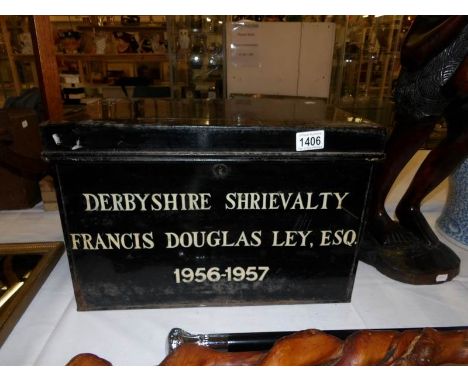 1406
DERBYSHIRE SHRIEVALTY
FRANCIS DOUGLAS LEY, ESQ.
1956-1957